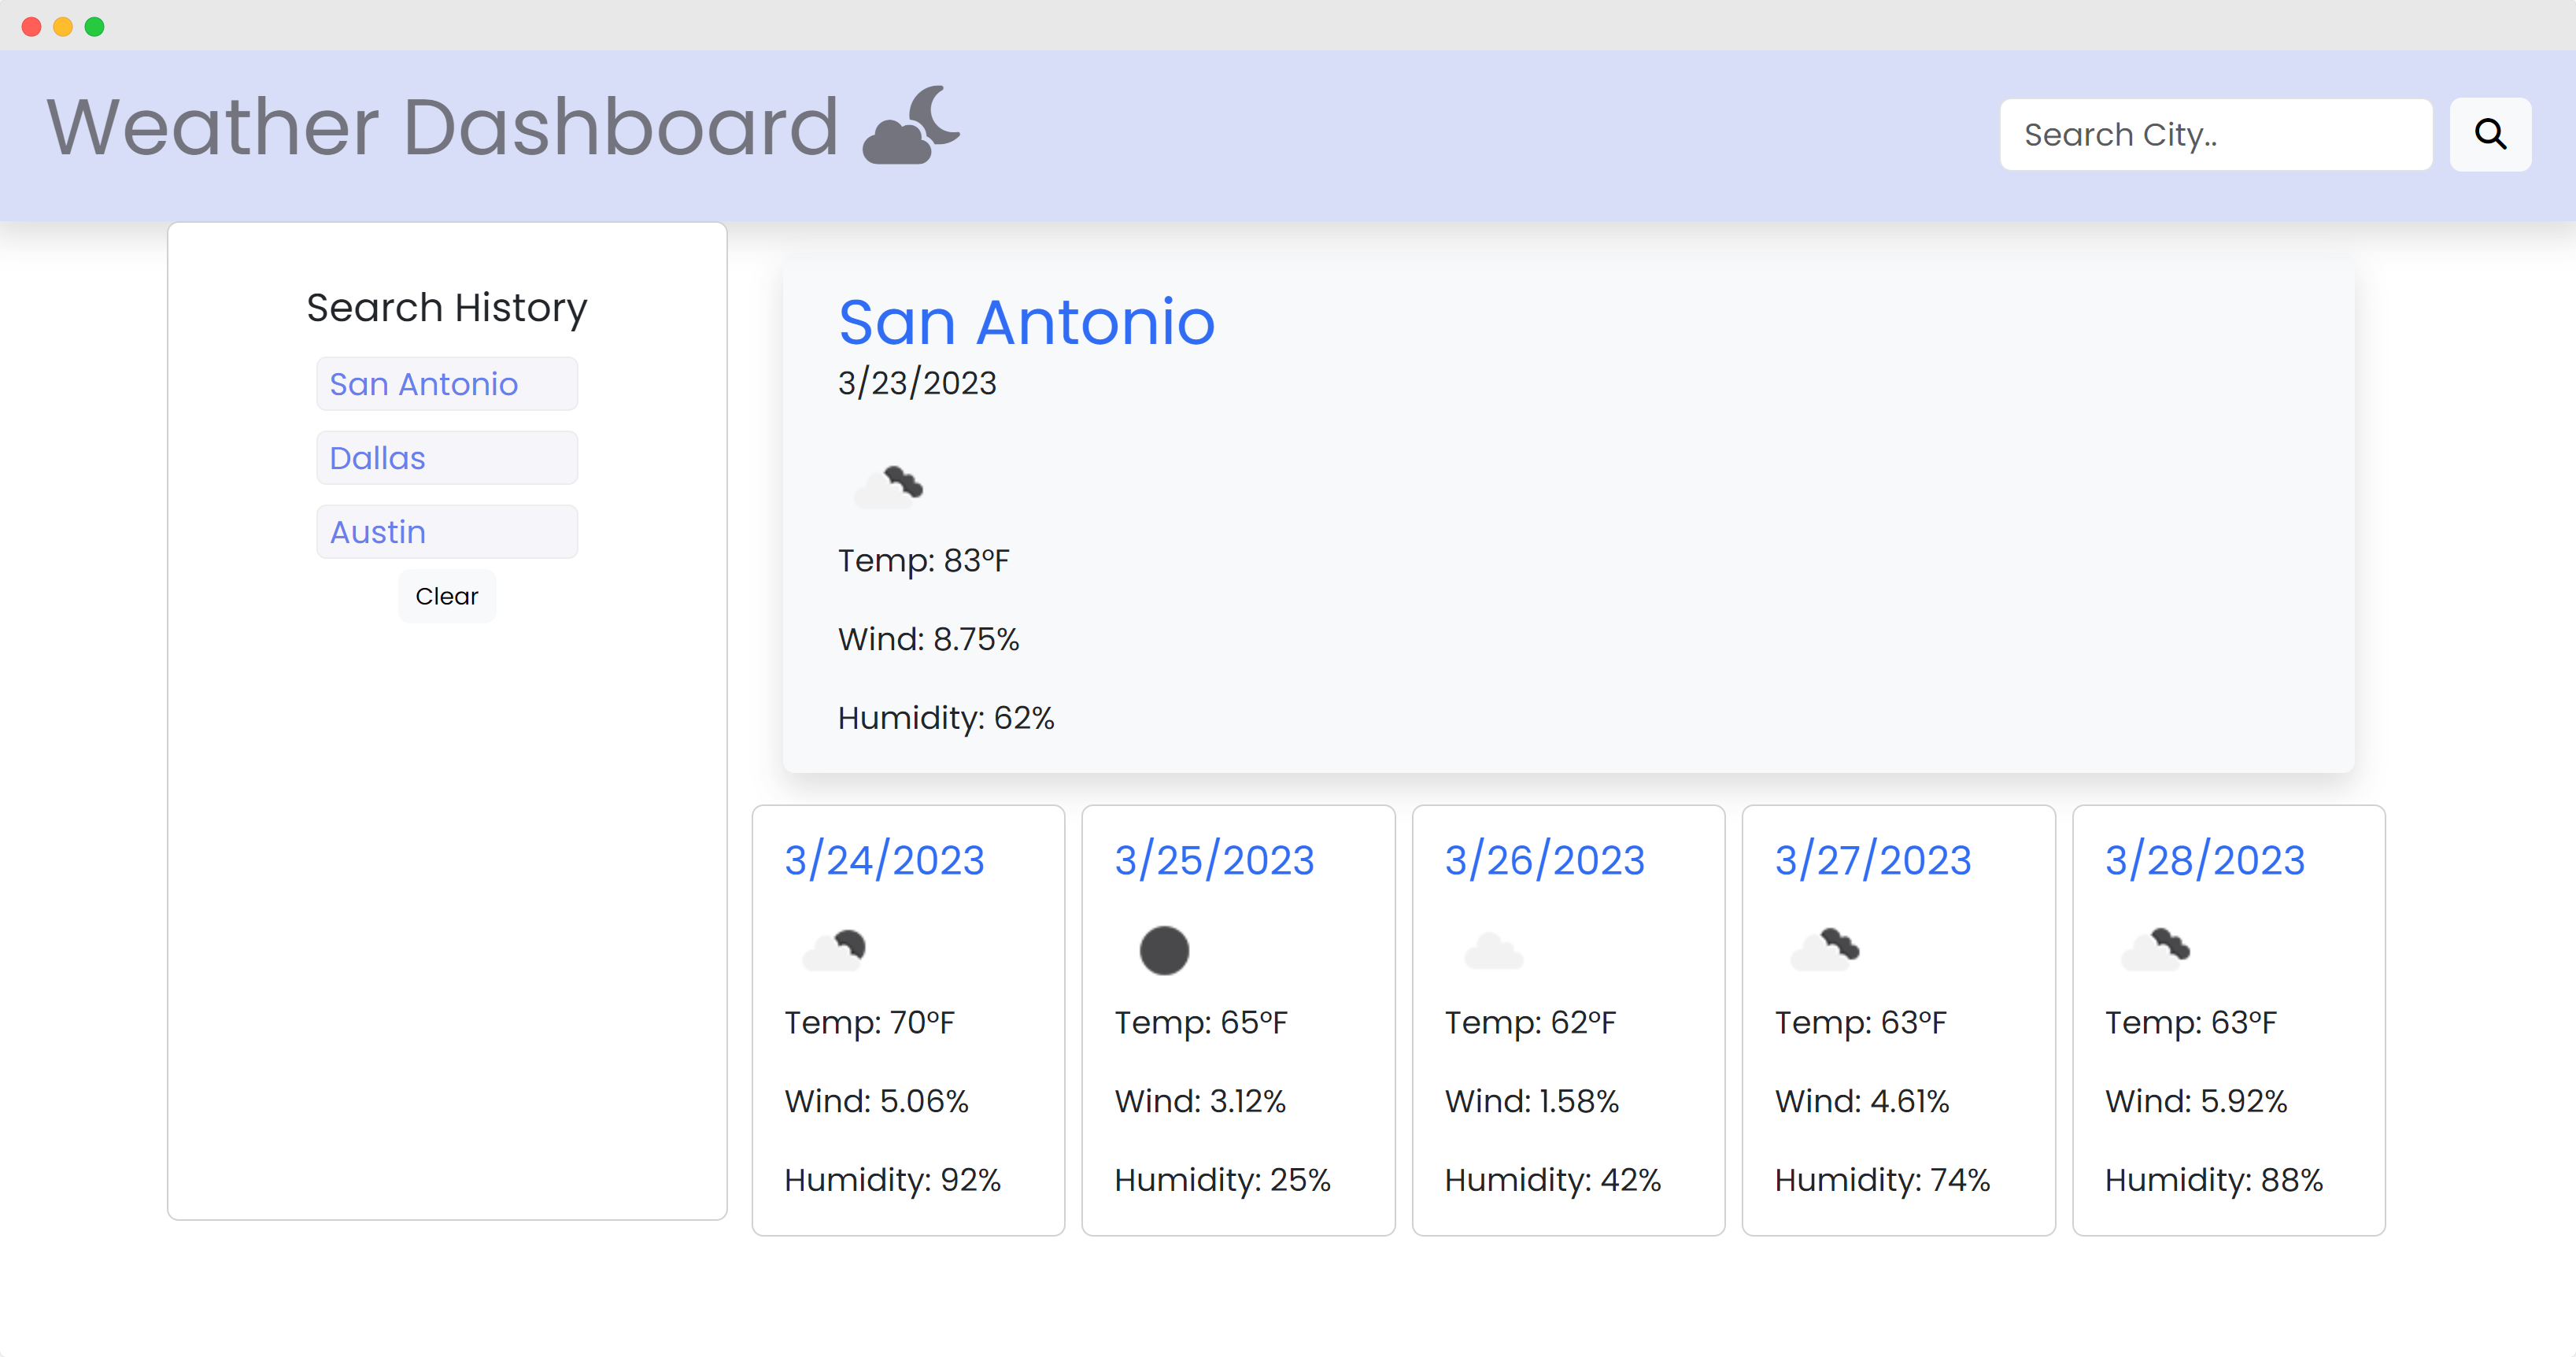 Weather Dashboard
Search City..
Search History
San Antonio
Dallas
Austin
Clear
San Antonio
3/23/2023
Temp: 83°F
Wind: 8.75%
Humidity: 62%
3/24/2023
Temp: 70°F
Wind: 5.06%
Humidity: 92%
3/25/2023
Temp: 65°F
Wind: 3.12%
Humidity: 25%
3/26/2023
Temp: 62°F
Wind: 1.58%
Humidity: 42%
3/27/2023
Temp: 63°F
Wind: 4.61%
Humidity: 74%
3/28/2023
Temp: 63°F
Wind: 5.92%
Humidity: 88%